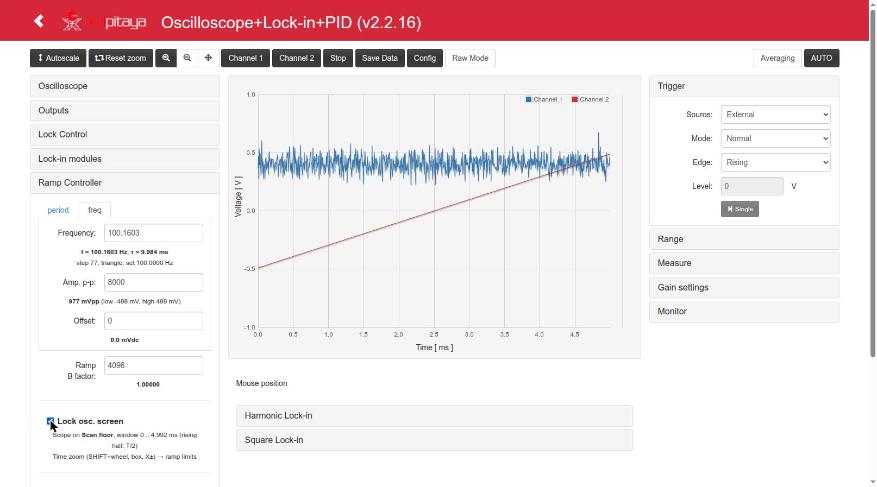 red pitaya
Oscilloscope+Lock-in+PID (v2.2.16)
Autoscale
Reset zoom
Channel 1
Channel 2
Stop
Save Data
Config
Raw Mode
Averaging
AUTO
Oscilloscope
Outputs
Lock Control
Lock-in modules
Ramp Controller
period
freq
Frequency: 100.1603
f = 100.1603 Hz, τ = 9.984 ms
step 77, triangle, set 100.0000 Hz
Amp. p-p: 8000
977 mVpp (low -488 mV, high 488 mV)
Offset: 0
0.0 mVdc
Ramp
B factor: 4096
1.00000
Lock osc. screen
Scope on Scan floor, window 0 .. 4.992 ms (rising
half: T/2)
Time zoom (SHIFT+wheel, box, X±) → ramp limits
Channel 1
Channel 2
Voltage [ V ]
1.0
0.5
0.0
-0.5
-1.0
0.0
0.5
1.0
1.5
2.0
2.5
3.0
3.5
4.0
4.5
Time [ ms ]
Mouse position
Harmonic Lock-in
Square Lock-in
Trigger
Source: External
Mode: Normal
Edge: Rising
Level: 0 V
Single
Range
Measure
Gain settings
Monitor